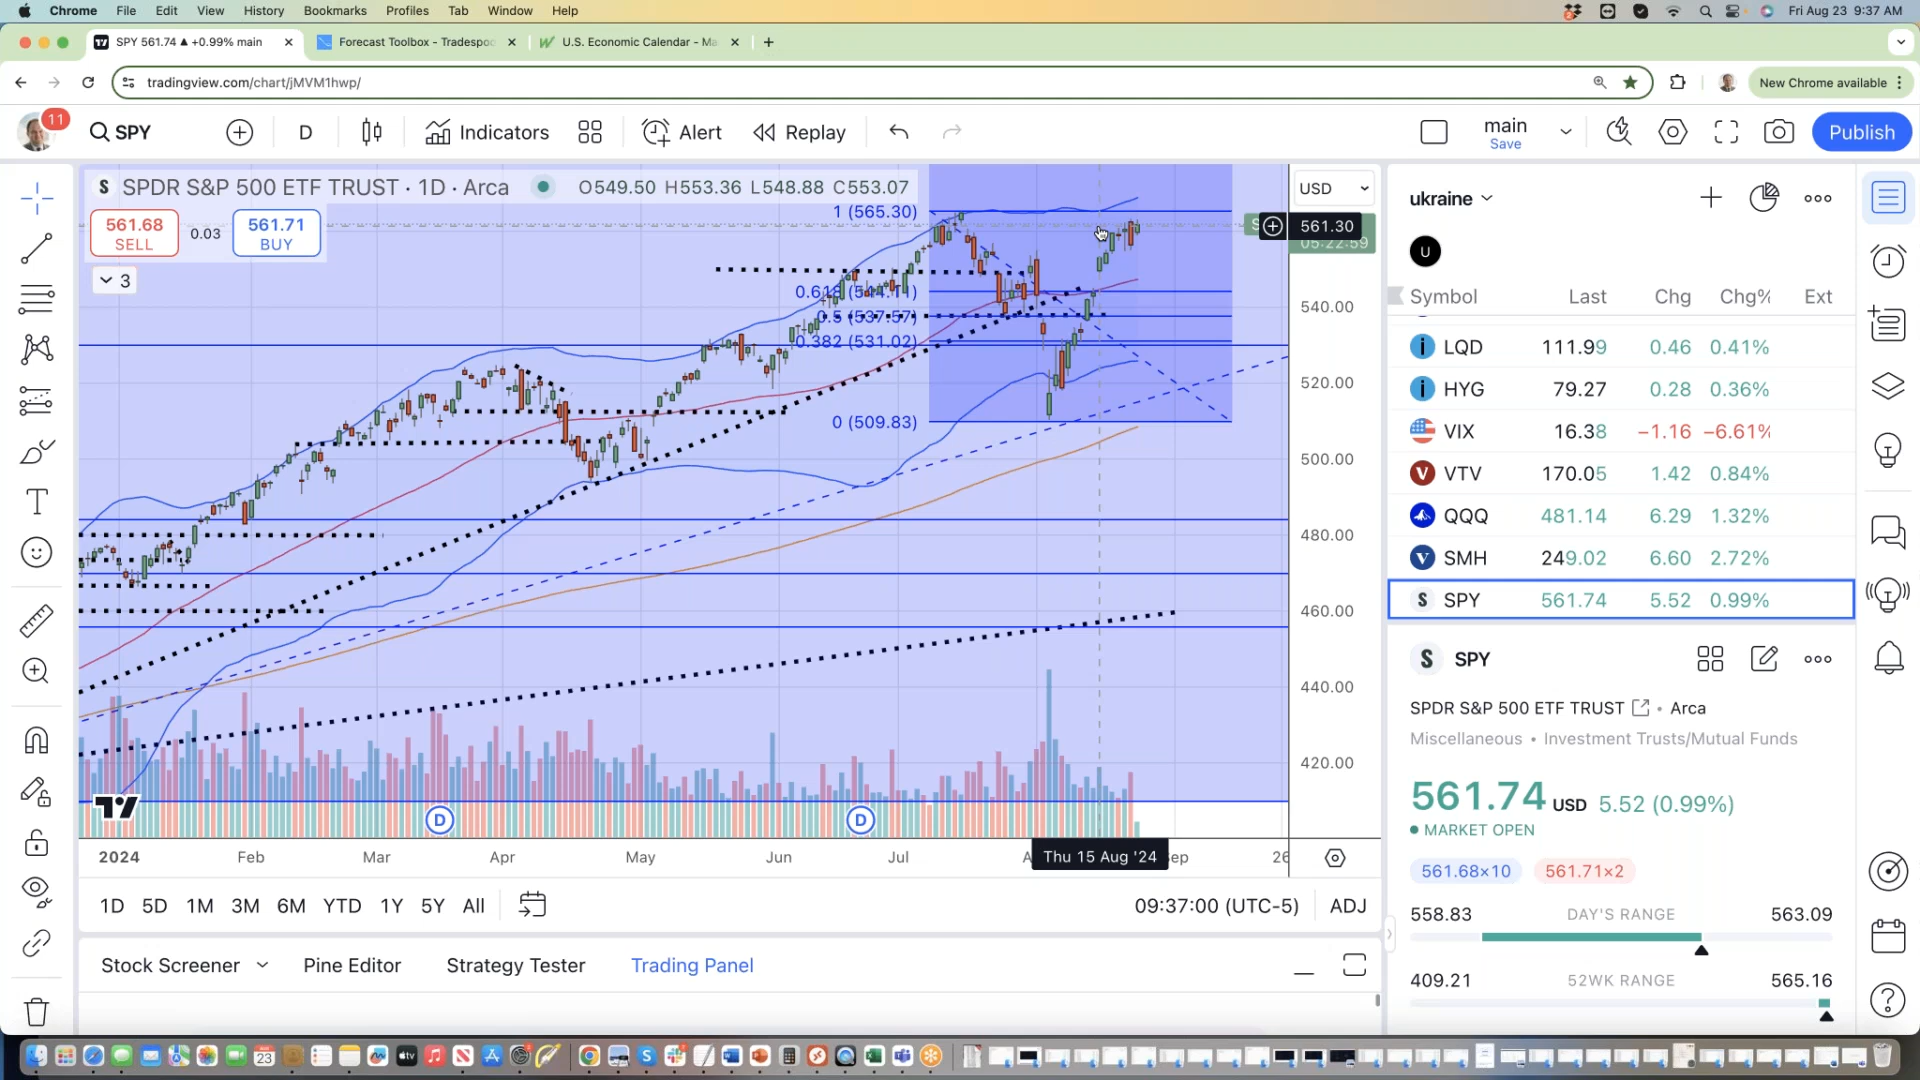 Chrome File Edit View History Bookmarks Profiles Tab Window Help Fri Aug 23 9:37 AM
SPY 561.74 ▲ +0.99% main
Forecast Toolbox - Tradespoo
U.S. Economic Calendar - Ma
tradingview.com/chart/jMVM1hwp/
New Chrome available
11
SPY D Indicators Alert Replay main Save Publish
S SPDR S&P 500 ETF TRUST · 1D · Arca O549.50 H553.36 L548.88 C553.07
561.68 SELL 0.03 561.71 BUY
3
1 (565.30)
0.618 (544.11)
0.5 (537.57)
0.382 (531.02)
0 (509.83)
USD
561.30
05:22:59
540.00
520.00
500.00
480.00
460.00
440.00
420.00
D D
2024 Feb Mar Apr May Jun Jul Thu 15 Aug '24 26
1D 5D 1M 3M 6M YTD 1Y 5Y All 09:37:00 (UTC-5) ADJ
Stock Screener Pine Editor Strategy Tester Trading Panel
ukraine
U
Symbol Last Chg Chg% Ext
LQD 111.99 0.46 0.41%
HYG 79.27 0.28 0.36%
VIX 16.38 −1.16 −6.61%
VTV 170.05 1.42 0.84%
QQQ 481.14 6.29 1.32%
SMH 249.02 6.60 2.72%
S SPY 561.74 5.52 0.99%
S SPY
SPDR S&P 500 ETF TRUST • Arca
Miscellaneous • Investment Trusts/Mutual Funds
561.74 USD 5.52 (0.99%)
MARKET OPEN
561.68×10 561.71×2
558.83 DAY'S RANGE 563.09
409.21 52WK RANGE 565.16